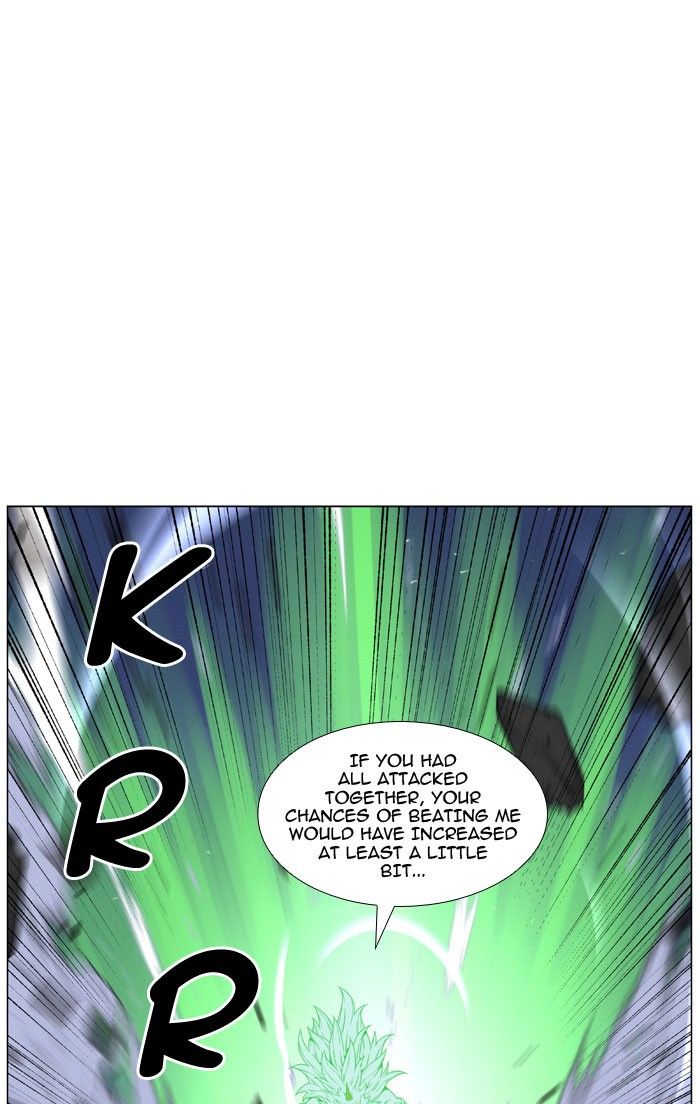 K
R
IF YOU HAD
ALL ATTACKED
TOGETHER, YOUR
CHANCES OF BEATING ME
WOULD HAVE INCREASED
AT LEAST A LITTLE
BIT...
R